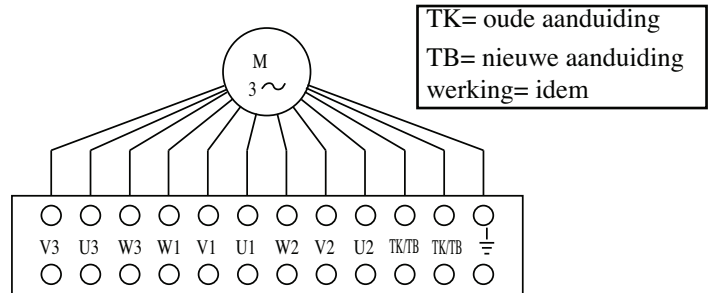 M
3~
TK= oude aanduiding
TB= nieuwe aanduiding
werking= idem
V3 U3 W3 W1 V1 U1 W2 V2 U2 TK/TB TK/TB